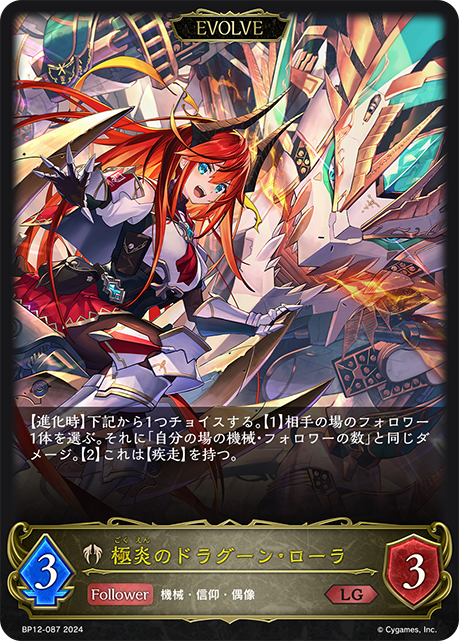 EVOLVE
【進化時】下記から1つチョイスする。【1】相手の場のフォロワー
1体を選ぶ。それに「自分の場の機械・フォロワーの数」と同じダ
メージ。【2】これは【疾走】を持つ。
ごくえん
極炎のドラグーン・ローラ
3
Follower 機械・信仰・偶像 LG
3
BP12-087 2024 © Cygames, Inc.